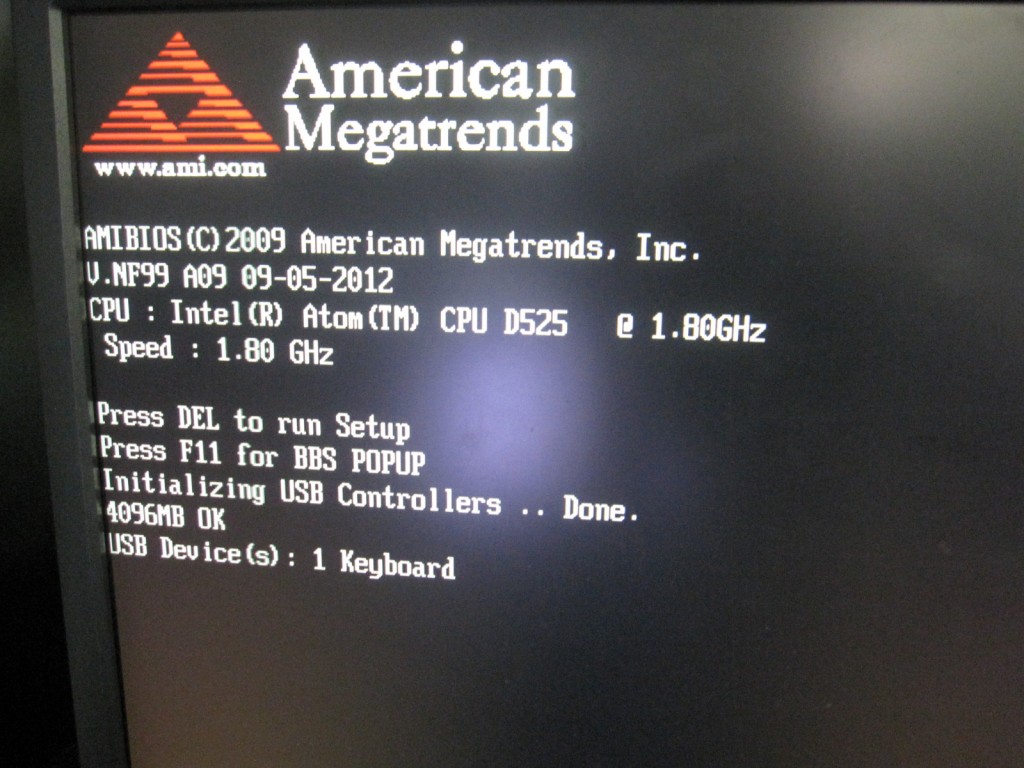 American
Megatrends
www.ami.com
AMIBIOS(C)2009 American Megatrends, Inc.
V.NF99 A09 09-05-2012
CPU : Intel(R) Atom(TM) CPU D525 @ 1.80GHz
Speed : 1.80 GHz
Press DEL to run Setup
Press F11 for BBS POPUP
Initializing USB Controllers .. Done.
4096MB OK
USB Device(s): 1 Keyboard